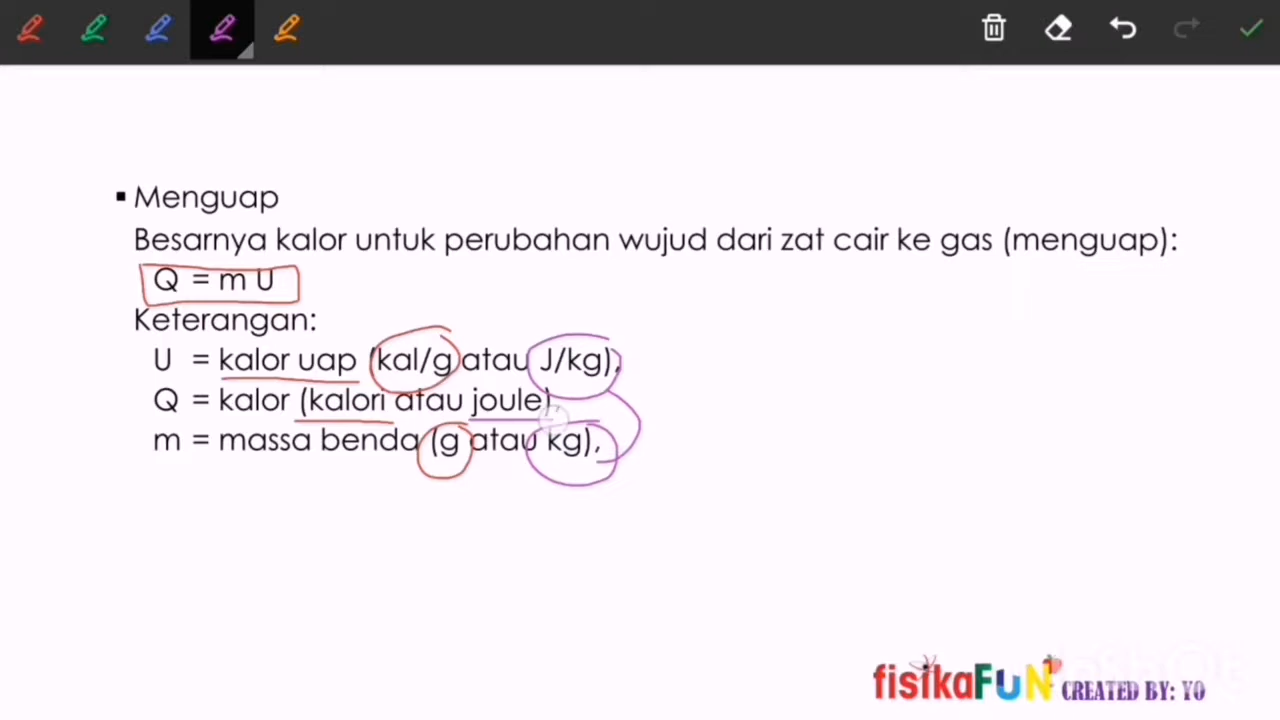 ▪ Menguap
Besarnya kalor untuk perubahan wujud dari zat cair ke gas (menguap):
Q = m U
Keterangan:
U = kalor uap (kal/g atau J/kg),
Q = kalor (kalori atau joule)
m = massa benda (g atau kg),
fisikaFUN CREATED BY: YO